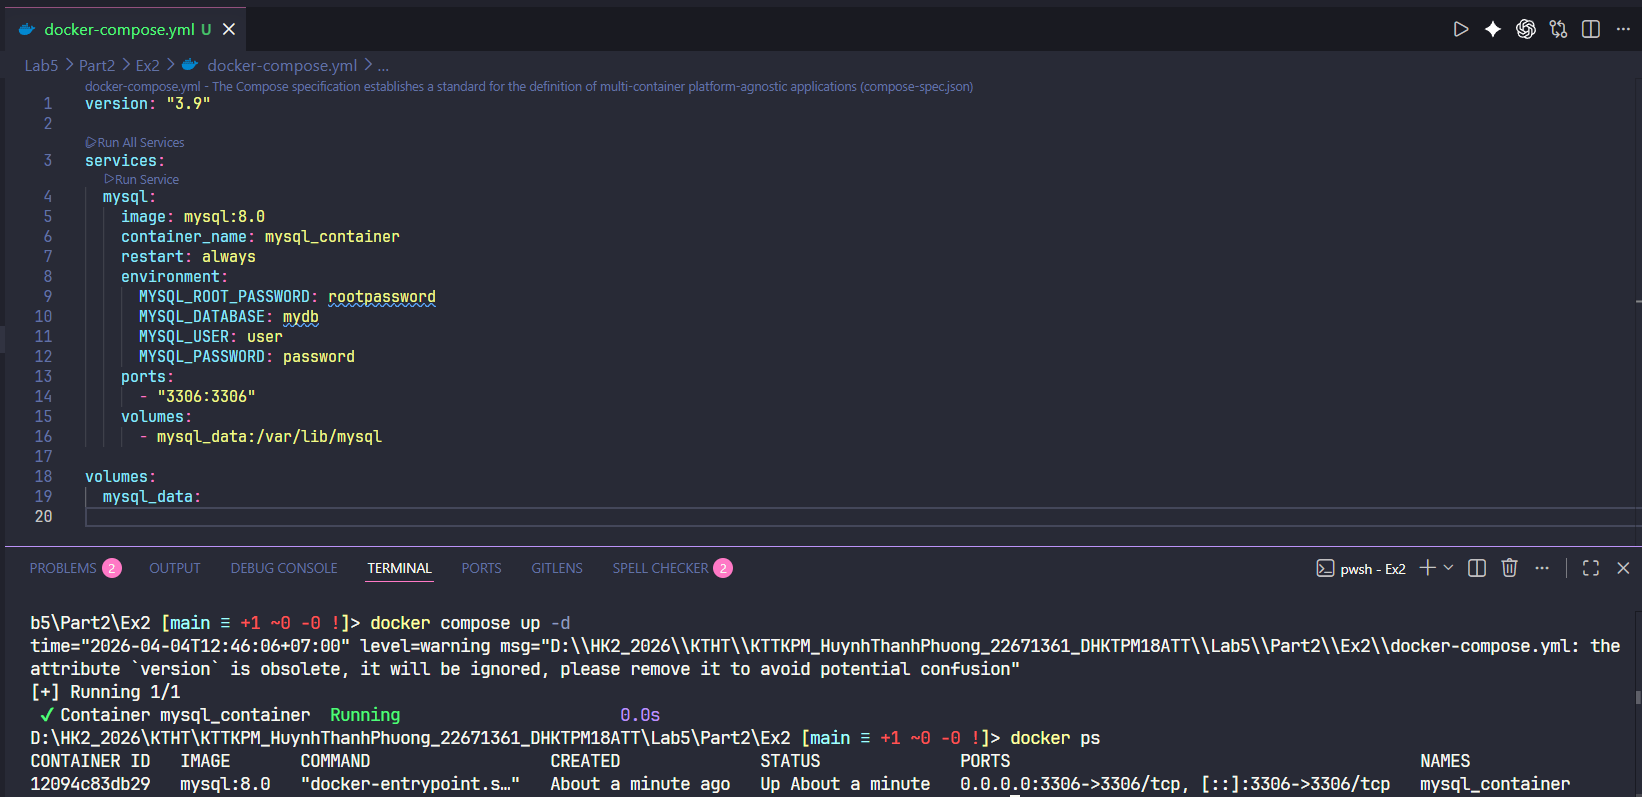 docker-compose.yml U
Lab5 > Part2 > Ex2 > docker-compose.yml > ...
docker-compose.yml - The Compose specification establishes a standard for the definition of multi-container platform-agnostic applications (compose-spec.json)
1 version: "3.9"
2
Run All Services
3 services:
Run Service
4 mysql:
5 image: mysql:8.0
6 container_name: mysql_container
7 restart: always
8 environment:
9 MYSQL_ROOT_PASSWORD: rootpassword
10 MYSQL_DATABASE: mydb
11 MYSQL_USER: user
12 MYSQL_PASSWORD: password
13 ports:
14 - "3306:3306"
15 volumes:
16 - mysql_data:/var/lib/mysql
17
18 volumes:
19 mysql_data:
20
PROBLEMS 2 OUTPUT DEBUG CONSOLE TERMINAL PORTS GITLENS SPELL CHECKER 2 pwsh - Ex2
b5\Part2\Ex2 [main ≡ +1 ~0 -0 !]> docker compose up -d
time="2026-04-04T12:46:06+07:00" level=warning msg="D:\\HK2_2026\\KTHT\\KTTKPM_HuynhThanhPhuong_22671361_DHKTPM18ATT\\Lab5\\Part2\\Ex2\\docker-compose.yml: the
attribute `version` is obsolete, it will be ignored, please remove it to avoid potential confusion"
[+] Running 1/1
✓ Container mysql_container Running 0.0s
D:\HK2_2026\KTHT\KTTKPM_HuynhThanhPhuong_22671361_DHKTPM18ATT\Lab5\Part2\Ex2 [main ≡ +1 ~0 -0 !]> docker ps
CONTAINER ID IMAGE COMMAND CREATED STATUS PORTS NAMES
12094c83db29 mysql:8.0 "docker-entrypoint.s…" About a minute ago Up About a minute 0.0.0.0:3306->3306/tcp, [::]:3306->3306/tcp mysql_container